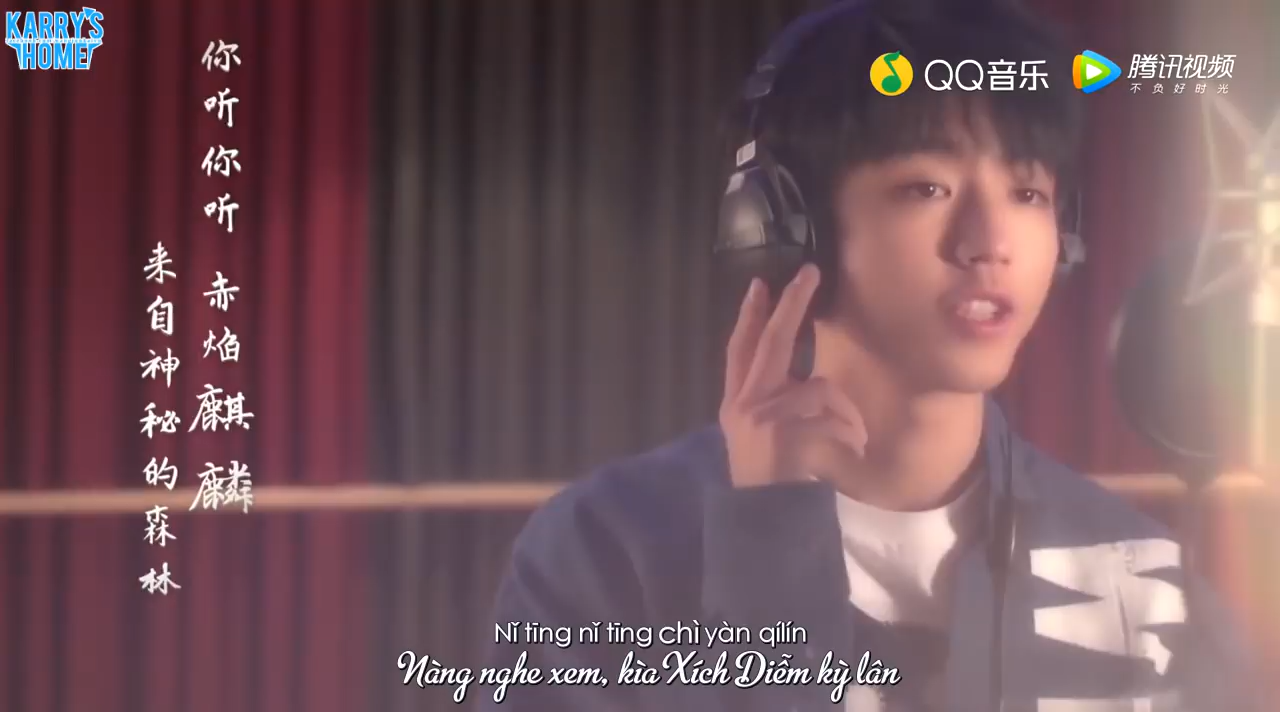 KARRY'S
HOME
QQ音乐
腾讯视频
不负好时光
你听你听 赤焰麒麟
来自神秘的森林
Nǐ tīng nǐ tīng chì yàn qílín
Nàng nghe xem, kìa Xích Diễm kỳ lân